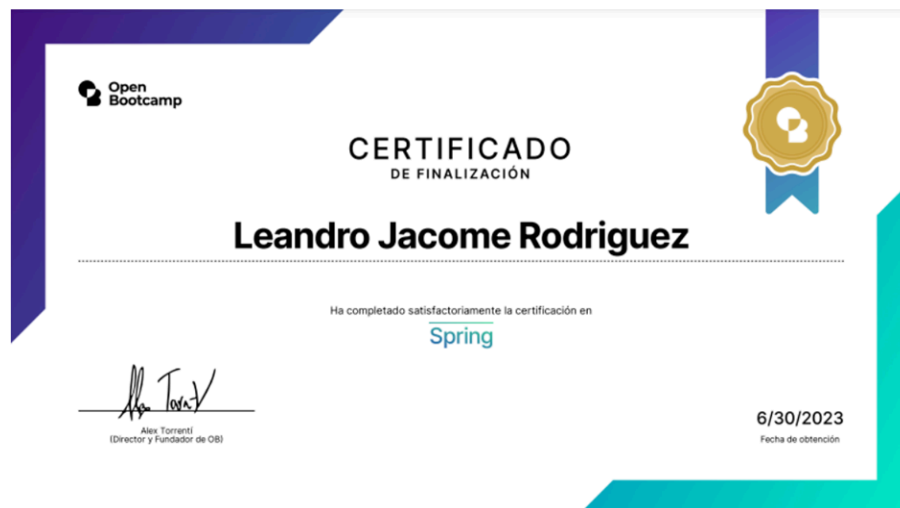 Open
Bootcamp
CERTIFICADO
DE FINALIZACIÓN
Leandro Jacome Rodriguez
Ha completado satisfactoriamente la certificación en
Spring
Alex Torrentí
(Director y Fundador de OB)
6/30/2023
Fecha de obtención